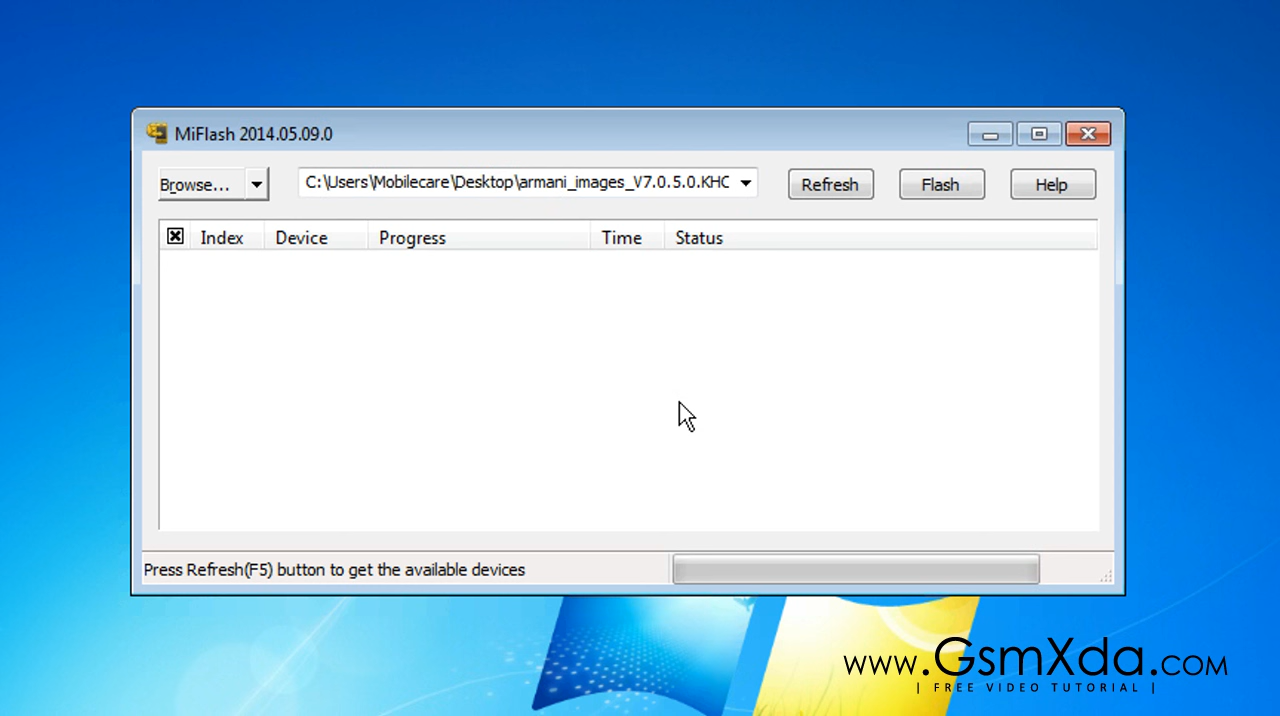 MiFlash 2014.05.09.0
Browse... C:\Users\Mobilecare\Desktop\armani_images_V7.0.5.0.KHC Refresh Flash Help
Index Device Progress Time Status
Press Refresh(F5) button to get the available devices
www.GsmXda.com
| FREE VIDEO TUTORIAL |